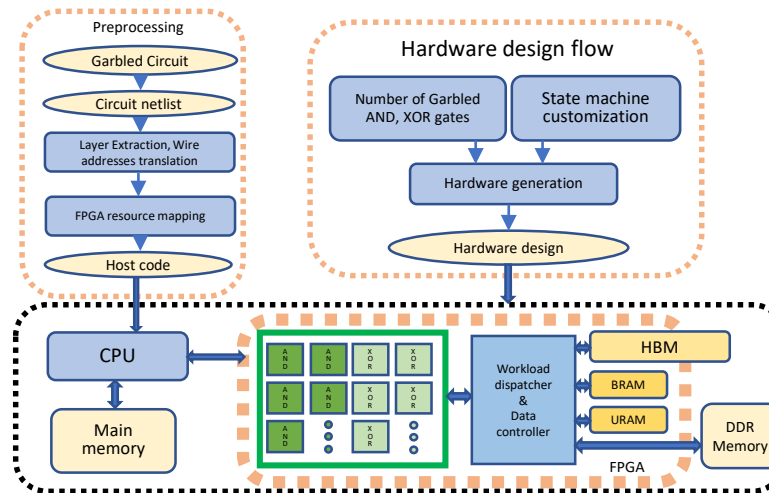 Preprocessing
Garbled Circuit
Circuit netlist
Layer Extraction, Wire
addresses translation
FPGA resource mapping
Host code
Hardware design flow
Number of Garbled
AND, XOR gates
State machine
customization
Hardware generation
Hardware design
CPU
Main
memory
AND
AND
XOR
XOR
AND
AND
XOR
XOR
AND
XOR
Workload
dispatcher
&
Data
controller
HBM
BRAM
URAM
FPGA
DDR
Memory